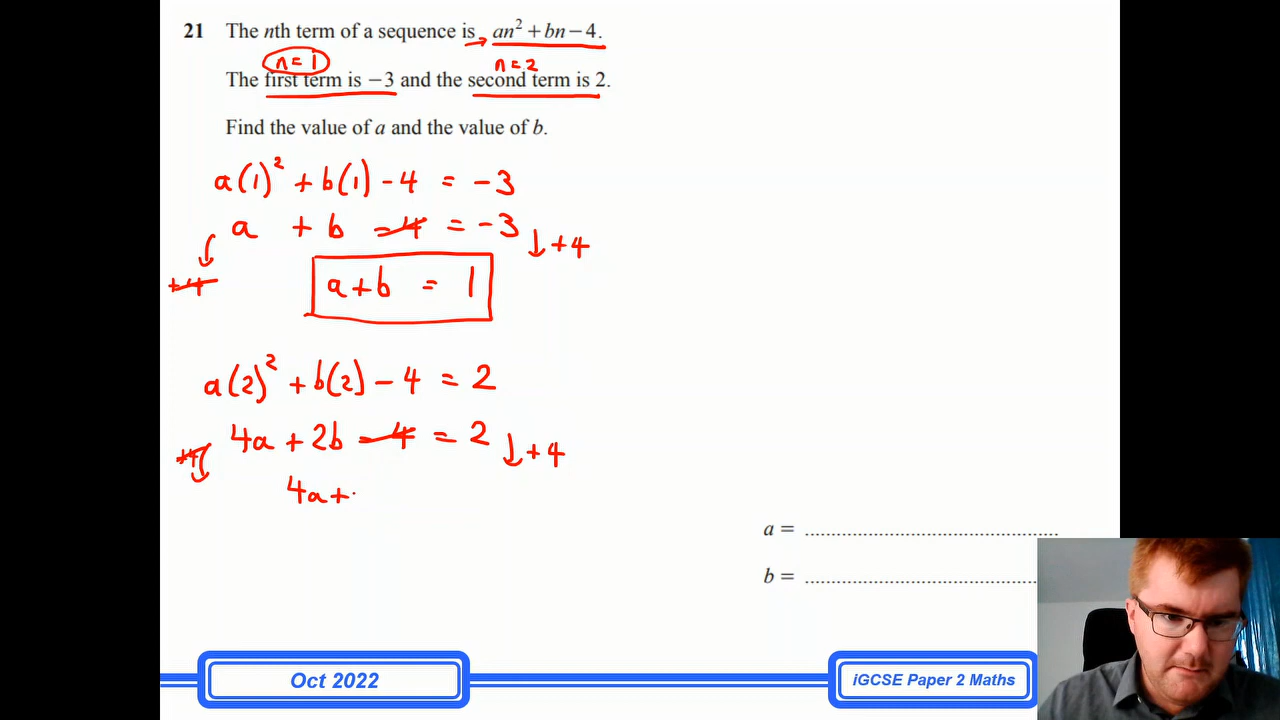 21 The nth term of a sequence is → an² + bn − 4.
n = 1 n = 2
The first term is −3 and the second term is 2.
Find the value of a and the value of b.
a(1)² + b(1) - 4 = -3
a + b - 4 = -3 ↓ +4
+4
a+b = 1
a(2)² + b(2) - 4 = 2
+4 4a + 2b - 4 = 2 ↓ +4
4a +
a = ....................................................
b = ....................................................
Oct 2022
iGCSE Paper 2 Maths